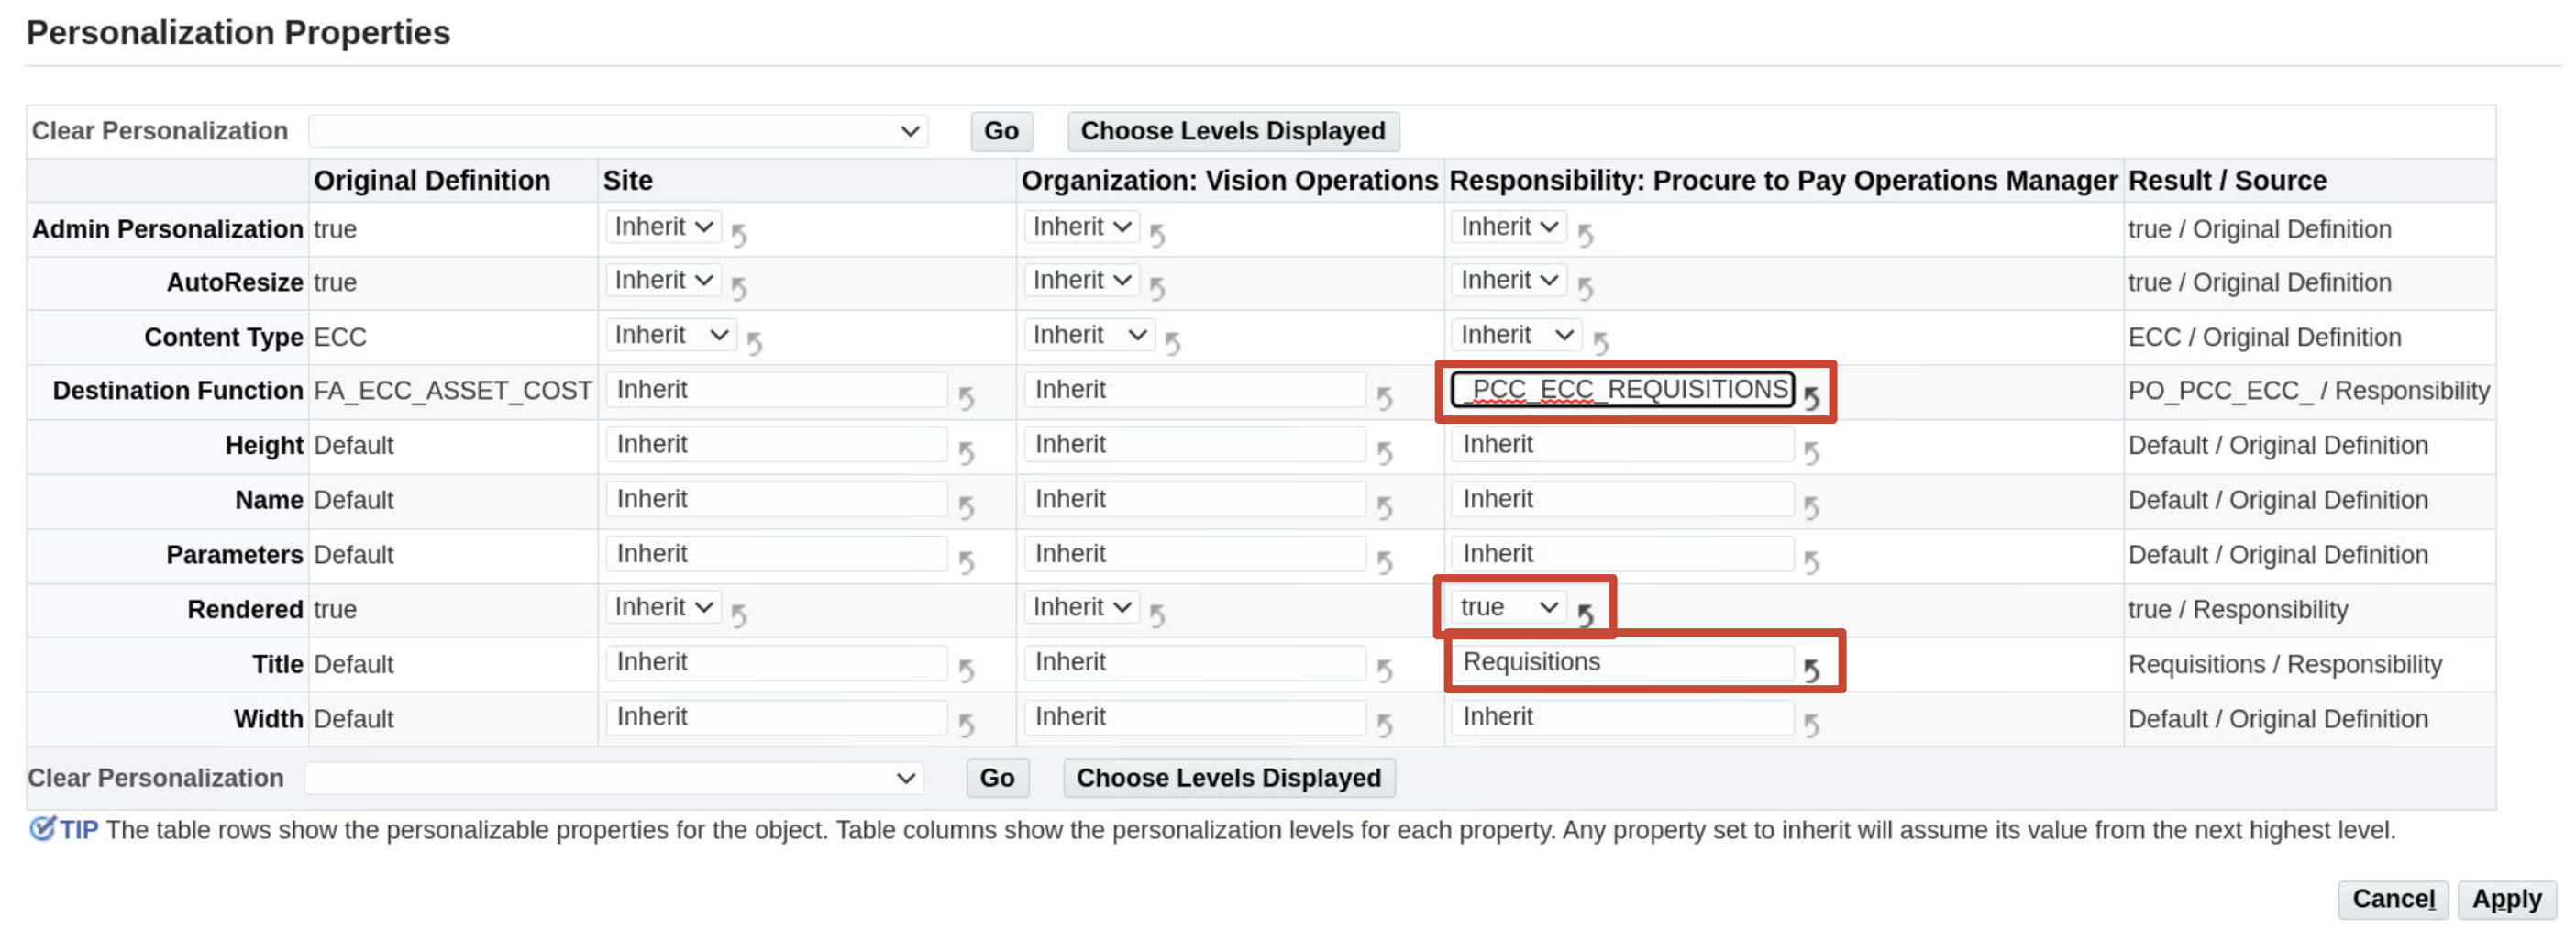 Personalization Properties
Clear Personalization Go Choose Levels Displayed
Original Definition Site Organization: Vision Operations Responsibility: Procure to Pay Operations Manager Result / Source
Admin Personalization true Inherit Inherit Inherit true / Original Definition
AutoResize true Inherit Inherit Inherit true / Original Definition
Content Type ECC Inherit Inherit Inherit ECC / Original Definition
Destination Function FA_ECC_ASSET_COST Inherit Inherit _PCC_ECC_REQUISITIONS PO_PCC_ECC_ / Responsibility
Height Default Inherit Inherit Inherit Default / Original Definition
Name Default Inherit Inherit Inherit Default / Original Definition
Parameters Default Inherit Inherit Inherit Default / Original Definition
Rendered true Inherit Inherit true true / Responsibility
Title Default Inherit Inherit Requisitions Requisitions / Responsibility
Width Default Inherit Inherit Inherit Default / Original Definition
Clear Personalization Go Choose Levels Displayed
TIP The table rows show the personalizable properties for the object. Table columns show the personalization levels for each property. Any property set to inherit will assume its value from the next highest level.
Cancel Apply